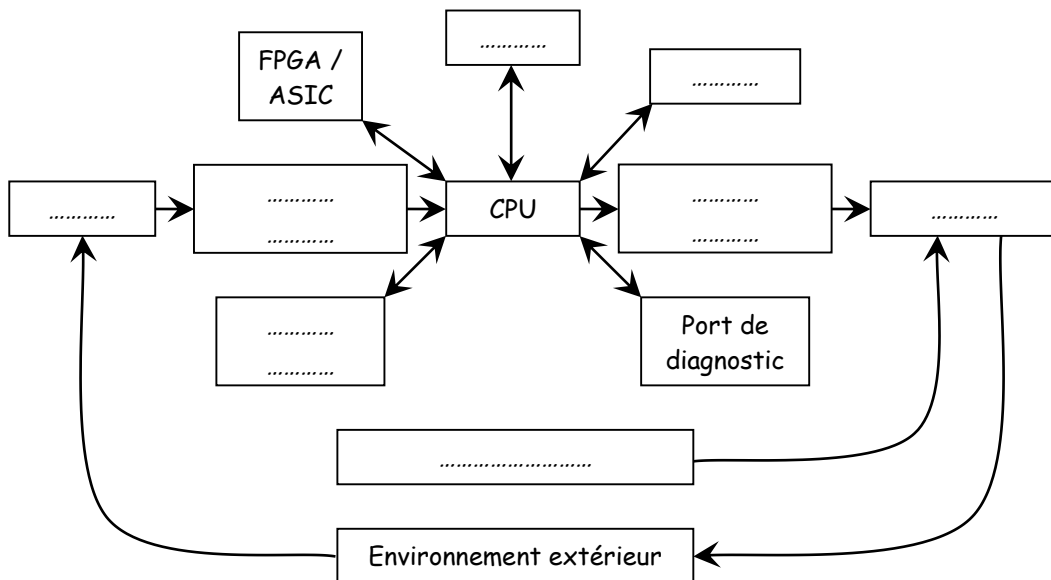 …………
FPGA /
ASIC
…………
…………
…………
…………
CPU
…………
…………
…………
…………
…………
Port de
diagnostic
……………………
Environnement extérieur